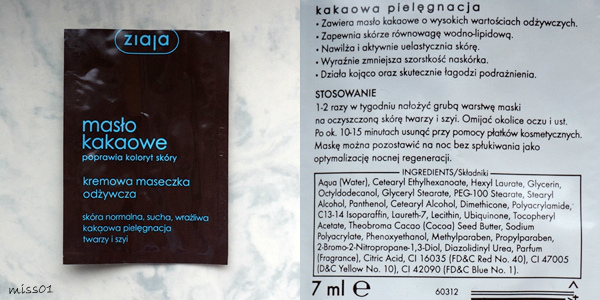 ziaja
masło
kakaowe
poprawia koloryt skóry
kremowa maseczka
odżywcza
skóra normalna, sucha, wrażliwa
kakaowa pielęgnacja
twarzy i szyi
miss01
kakaowa pielęgnacja
• Zawiera masło kakaowe o wysokich wartościach odżywczych.
• Zapewnia skórze równowagę wodno-lipidową.
• Nawilża i aktywnie uelastycznia skórę.
• Wyraźnie zmniejsza szorstkość naskórka.
• Działa kojąco oraz skutecznie łagodzi podrażnienia.
STOSOWANIE
1-2 razy w tygodniu nałożyć grubą warstwę maski
na oczyszczoną skórę twarzy i szyi. Omijać okolice oczu i ust.
Po ok. 10-15 minutach usunąć przy pomocy płatków kosmetycznych.
Maskę można pozostawić na noc bez spłukiwania jako
optymalizację nocnej regeneracji.
INGREDIENTS/Składniki
Aqua (Water), Cetearyl Ethylhexanoate, Hexyl Laurate, Glycerin,
Octyldodecanol, Glyceryl Stearate, PEG-100 Stearate, Stearyl
Alcohol, Panthenol, Cetearyl Alcohol, Dimethicone, Polyacrylamide,
C13-14 Isoparaffin, Laureth-7, Lecithin, Ubiquinone, Tocopheryl
Acetate, Theobroma Cacao (Cocoa) Seed Butter, Sodium
Polyacrylate, Phenoxyethanol, Methylparaben, Propylparaben,
2-Bromo-2-Nitropropane-1,3-Diol, Diazolidinyl Urea, Parfum
(Fragrance), Citric Acid, CI 16035 (FD&C Red No. 40), CI 47005
(D&C Yellow No. 10), CI 42090 (FD&C Blue No. 1).
7 ml e
60312